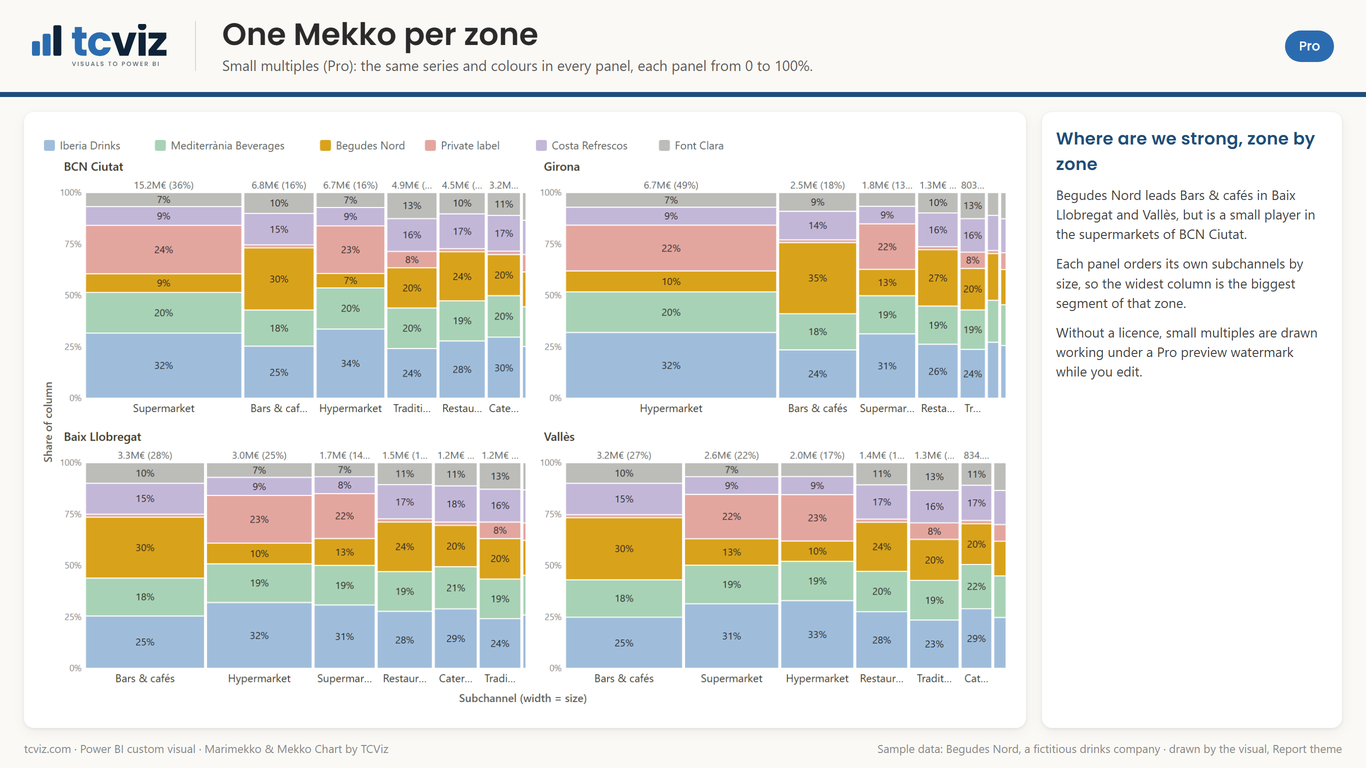 tcviz
VISUALS TO POWER BI
One Mekko per zone
Small multiples (Pro): the same series and colours in every panel, each panel from 0 to 100%.
Pro
Iberia Drinks
Mediterrània Beverages
Begudes Nord
Private label
Costa Refrescos
Font Clara
Share of column
BCN Ciutat
15.2M€ (36%) 6.8M€ (16%) 6.7M€ (16%) 4.9M€ (... 4.5M€ (... 3.2M...
100%
75%
50%
25%
0%
7% 10% 7% 13% 10% 11%
9% 15% 9% 16% 17% 17%
24% 23% 8%
9% 30% 7% 20% 24% 20%
20% 18% 20% 20% 19% 20%
32% 25% 34% 24% 28% 30%
Supermarket Bars & caf... Hypermarket Traditi... Restau... Cate...
Girona
6.7M€ (49%) 2.5M€ (18%) 1.8M€ (13... 1.3M€ ... 803...
100%
75%
50%
25%
0%
7% 9% 10% 13%
9% 14% 9% 16% 16%
22% 22% 8%
10% 35% 13% 27% 20%
20% 18% 19% 19% 19%
32% 24% 31% 26% 24%
Hypermarket Bars & cafés Supermar... Resta... Tr...
Baix Llobregat
3.3M€ (28%) 3.0M€ (25%) 1.7M€ (14... 1.5M€ (1... 1.2M€ (... 1.2M€ ...
100%
75%
50%
25%
0%
10% 7% 7% 11% 11% 13%
15% 9% 8% 17% 18% 16%
23% 22% 8%
30% 10% 13% 24% 20% 20%
18% 19% 19% 19% 21% 19%
25% 32% 31% 28% 29% 24%
Bars & cafés Hypermarket Supermar... Restaur... Cater... Tradi...
Vallès
3.2M€ (27%) 2.6M€ (22%) 2.0M€ (17%) 1.4M€ (1... 1.3M€ (... 834....
100%
75%
50%
25%
0%
10% 7% 11% 13% 11%
15% 9% 9% 17% 16% 17%
22% 23% 8%
30% 13% 10% 24% 20% 20%
18% 19% 19% 20% 19% 22%
25% 31% 33% 28% 23% 29%
Bars & cafés Supermarket Hypermarket Restaur... Tradit... Cat...
Subchannel (width = size)
Where are we strong, zone by
zone
Begudes Nord leads Bars & cafés in Baix
Llobregat and Vallès, but is a small player in
the supermarkets of BCN Ciutat.
Each panel orders its own subchannels by
size, so the widest column is the biggest
segment of that zone.
Without a licence, small multiples are drawn
working under a Pro preview watermark
while you edit.
tcviz.com · Power BI custom visual · Marimekko & Mekko Chart by TCViz
Sample data: Begudes Nord, a fictitious drinks company · drawn by the visual, Report theme